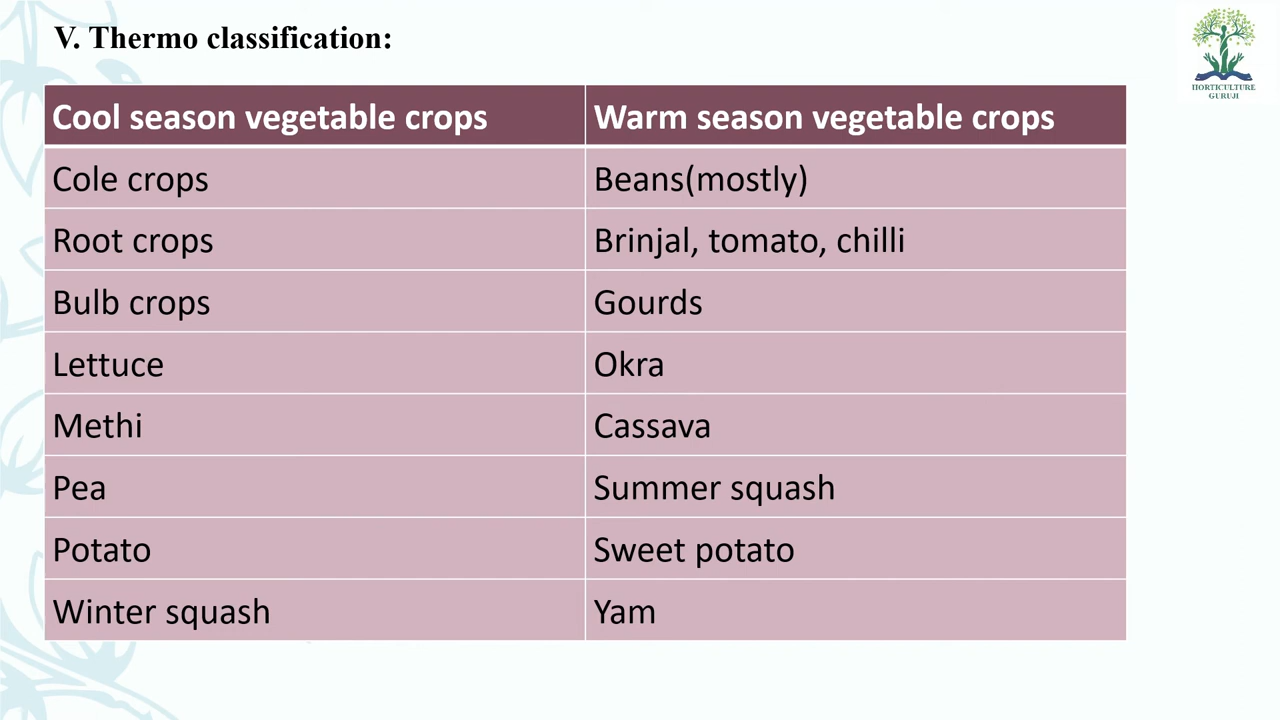 V. Thermo classification:
HORTICULTURE
GURUJI
Cool season vegetable crops Warm season vegetable crops
Cole crops Beans(mostly)
Root crops Brinjal, tomato, chilli
Bulb crops Gourds
Lettuce Okra
Methi Cassava
Pea Summer squash
Potato Sweet potato
Winter squash Yam